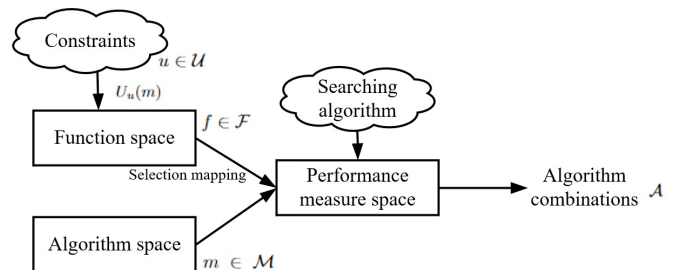 Constraints
u ∈ 𝒰
U_u(m)
Searching
algorithm
f ∈ ℱ
Function space
Selection mapping
Performance
measure space
Algorithm
combinations 𝒜
Algorithm space
m ∈ ℳ